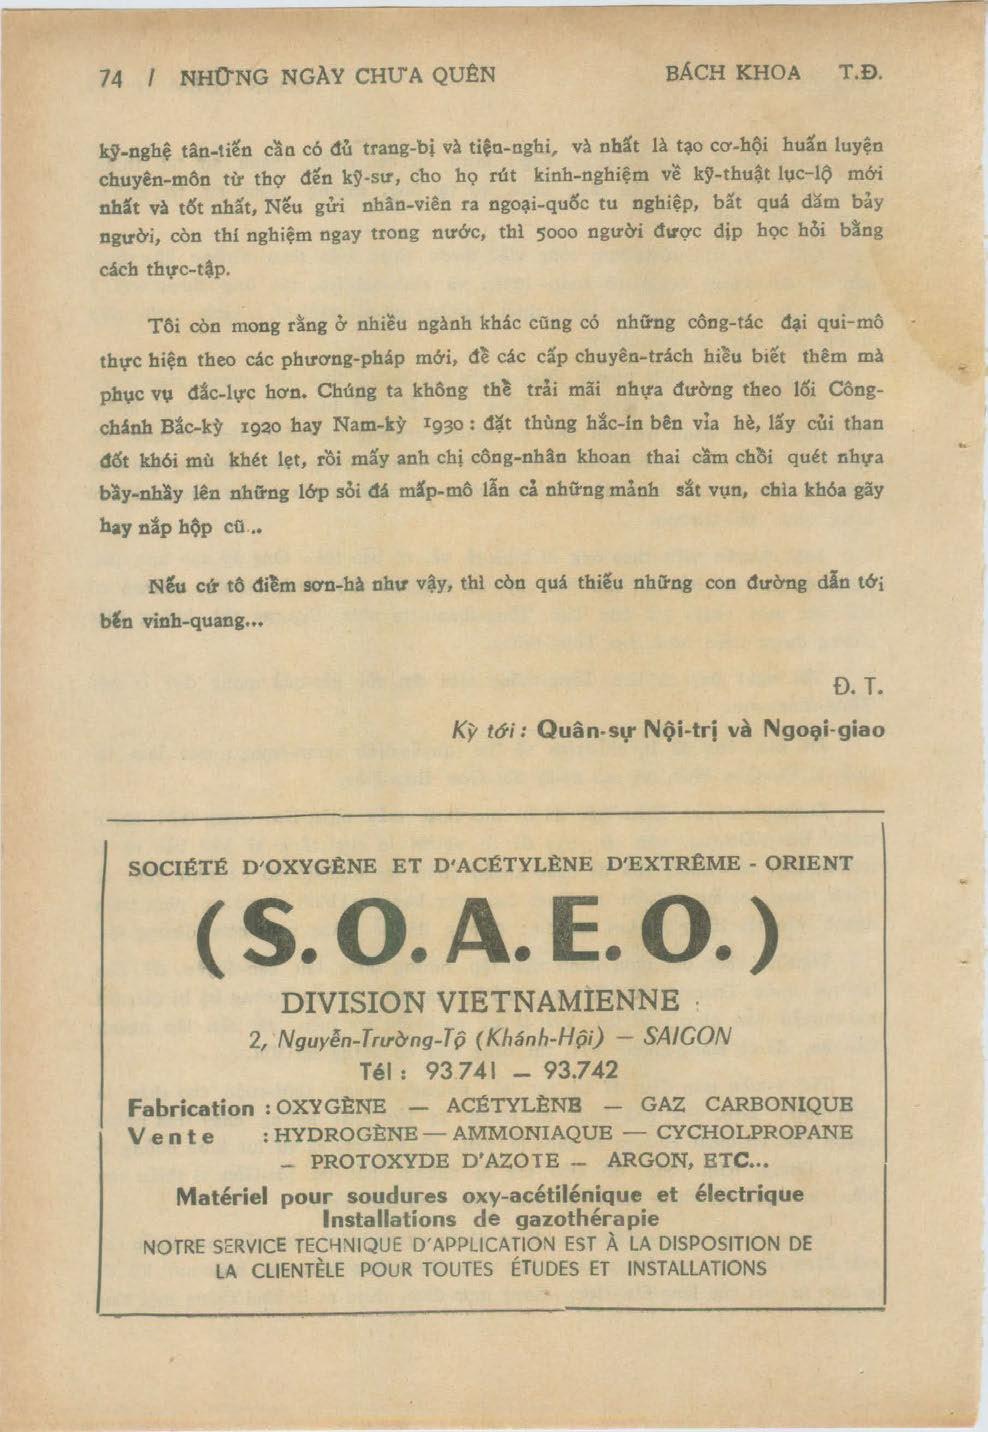 74 / NHỮNG NGÀY CHƯA QUÊN BÁCH KHOA T.Đ.
kỹ-nghệ tân-tiến cần có đủ trang-bị và tiện-nghi, và nhất là tạo cơ-hội huấn luyện
chuyên-môn từ thợ đến kỹ-sư, cho họ rút kinh-nghiệm về kỹ-thuật lục-lộ mới
nhất và tốt nhất, Nếu gửi nhân-viên ra ngoại-quốc tu nghiệp, bất quá dăm bảy
người, còn thí nghiệm ngay trong nước, thì 5000 người được dịp học hỏi bằng
cách thực-tập.
Tôi còn mong rằng ở nhiều ngành khác cũng có những công-tác đại qui-mô
thực hiện theo các phương-pháp mới, để các cấp chuyên-trách hiểu biết thêm mà
phục vụ đắc-lực hơn. Chúng ta không thể trải mãi nhựa đường theo lối Công-
chánh Bắc-kỳ 1920 hay Nam-kỳ 1930 : đặt thùng hắc-ín bên vỉa hè, lấy củi than
đốt khói mù khét lẹt, rồi mấy anh chị công-nhân khoan thai cầm chổi quét nhựa
bầy-nhầy lên những lớp sỏi đá mấp-mô lẫn cả những mảnh sắt vụn, chìa khóa gãy
hay nắp hộp cũ...
Nếu cứ tô điểm sơn-hà như vậy, thì còn quá thiếu những con đường dẫn tới
bến vinh-quang...
Đ. T.
Kỳ tới : Quân-sự Nội-trị và Ngoại-giao
SOCIÉTÉ D'OXYGÈNE ET D'ACÉTYLÈNE D'EXTRÊME - ORIENT
(S.O.A.E.O.)
DIVISION VIETNAMIENNE
2, Nguyễn-Trường-Tộ (Khánh-Hội) — SAIGON
Tél : 93741 — 93.742
Fabrication : OXYGÈNE — ACÉTYLÈNE — GAZ CARBONIQUE
Vente : HYDROGÈNE — AMMONIAQUE — CYCHOLPROPANE
— PROTOXYDE D'AZOTE — ARGON, ETC...
Matériel pour soudures oxy-acétilénique et électrique
Installations de gazothérapie
NOTRE SERVICE TECHNIQUE D'APPLICATION EST À LA DISPOSITION DE
LA CLIENTÈLE POUR TOUTES ÉTUDES ET INSTALLATIONS